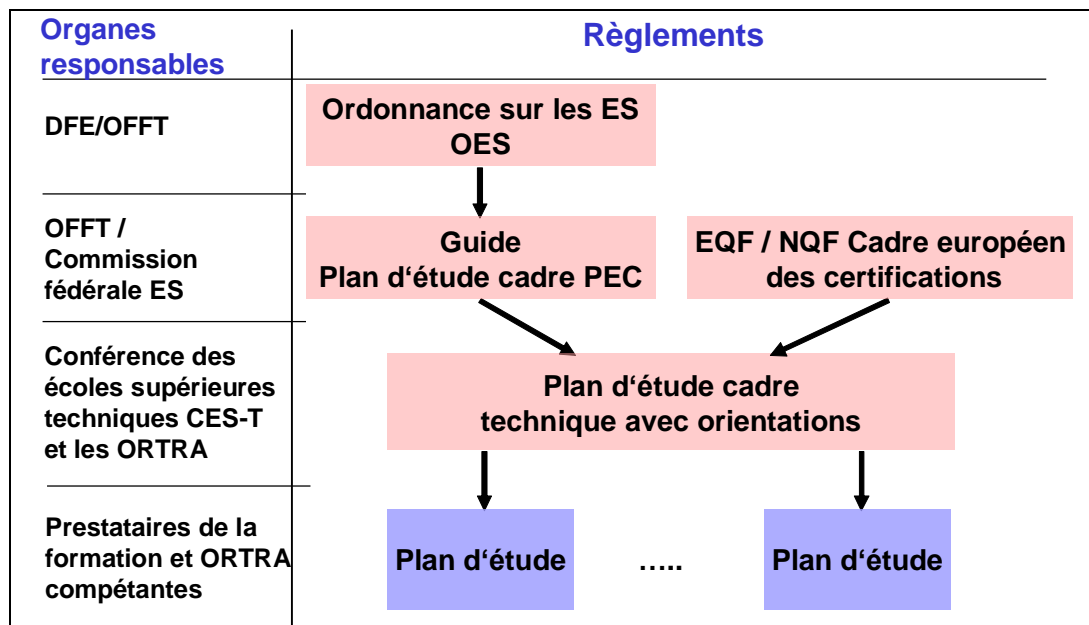 Organes
responsables
Règlements
DFE/OFFT
Ordonnance sur les ES
OES
OFFT /
Commission
fédérale ES
Guide
Plan d‘étude cadre PEC
EQF / NQF Cadre européen
des certifications
Conférence des
écoles supérieures
techniques CES-T
et les ORTRA
Plan d‘étude cadre
technique avec orientations
Prestataires de la
formation et ORTRA
compétantes
Plan d‘étude
…..
Plan d‘étude